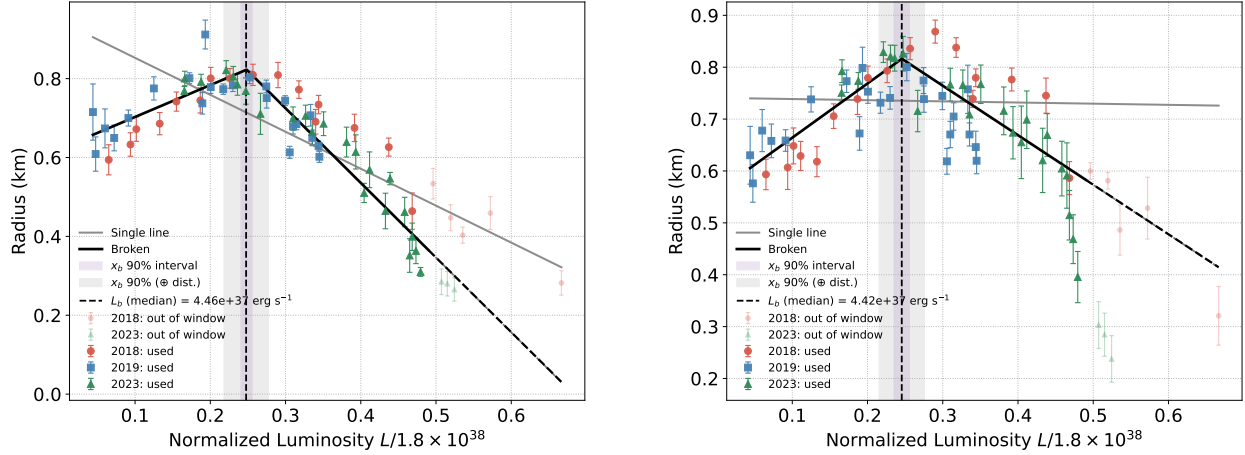 0.8
0.6
0.4
0.2
0.0
Radius (km)
Single line
Broken
x_b 90% interval
x_b 90% (⊕ dist.)
L_b (median) = 4.46e+37 erg s⁻¹
2018: out of window
2023: out of window
2018: used
2019: used
2023: used
0.1 0.2 0.3 0.4 0.5 0.6
Normalized Luminosity L/1.8 × 10³⁸
0.9
0.8
0.7
0.6
0.5
0.4
0.3
0.2
Radius (km)
Single line
Broken
x_b 90% interval
x_b 90% (⊕ dist.)
L_b (median) = 4.42e+37 erg s⁻¹
2018: out of window
2023: out of window
2018: used
2019: used
2023: used
0.1 0.2 0.3 0.4 0.5 0.6
Normalized Luminosity L/1.8 × 10³⁸